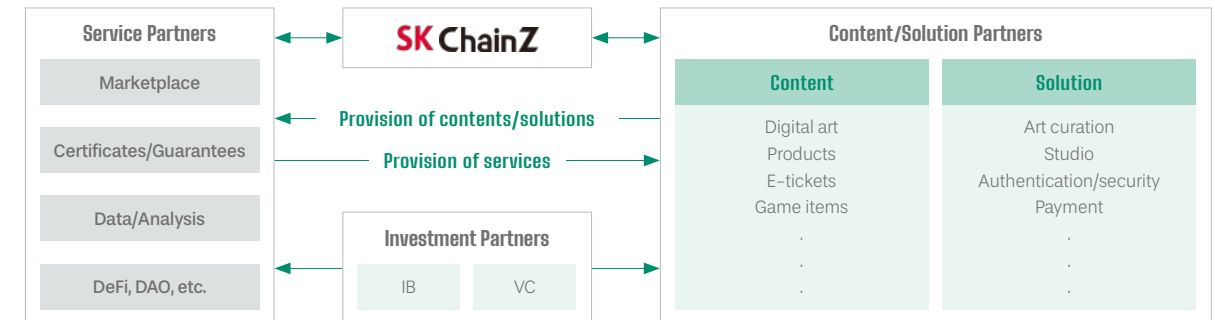 Service Partners
Marketplace
Certificates/Guarantees
Data/Analysis
DeFi, DAO, etc.
SK ChainZ
Provision of contents/solutions
Provision of services
Investment Partners
IB
VC
Content/Solution Partners
Content
Digital art
Products
E-tickets
Game items
.
.
.
Solution
Art curation
Studio
Authentication/security
Payment
.
.
.